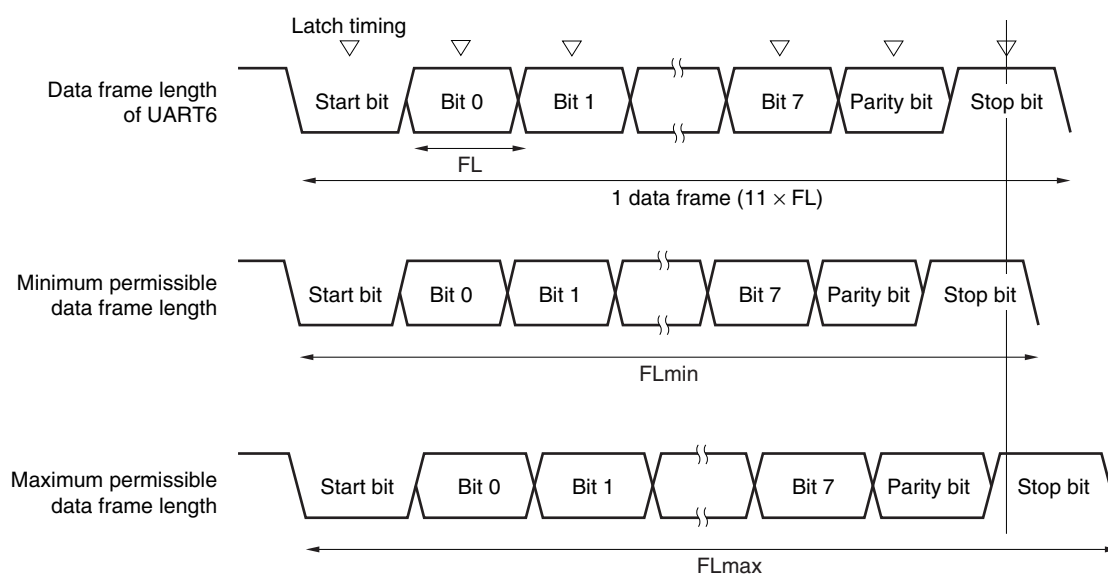 Latch timing
Data frame length
of UART6
Start bit
Bit 0
Bit 1
Bit 7
Parity bit
Stop bit
FL
1 data frame (11 × FL)
Minimum permissible
data frame length
Start bit
Bit 0
Bit 1
Bit 7
Parity bit
Stop bit
FLmin
Maximum permissible
data frame length
Start bit
Bit 0
Bit 1
Bit 7
Parity bit
Stop bit
FLmax